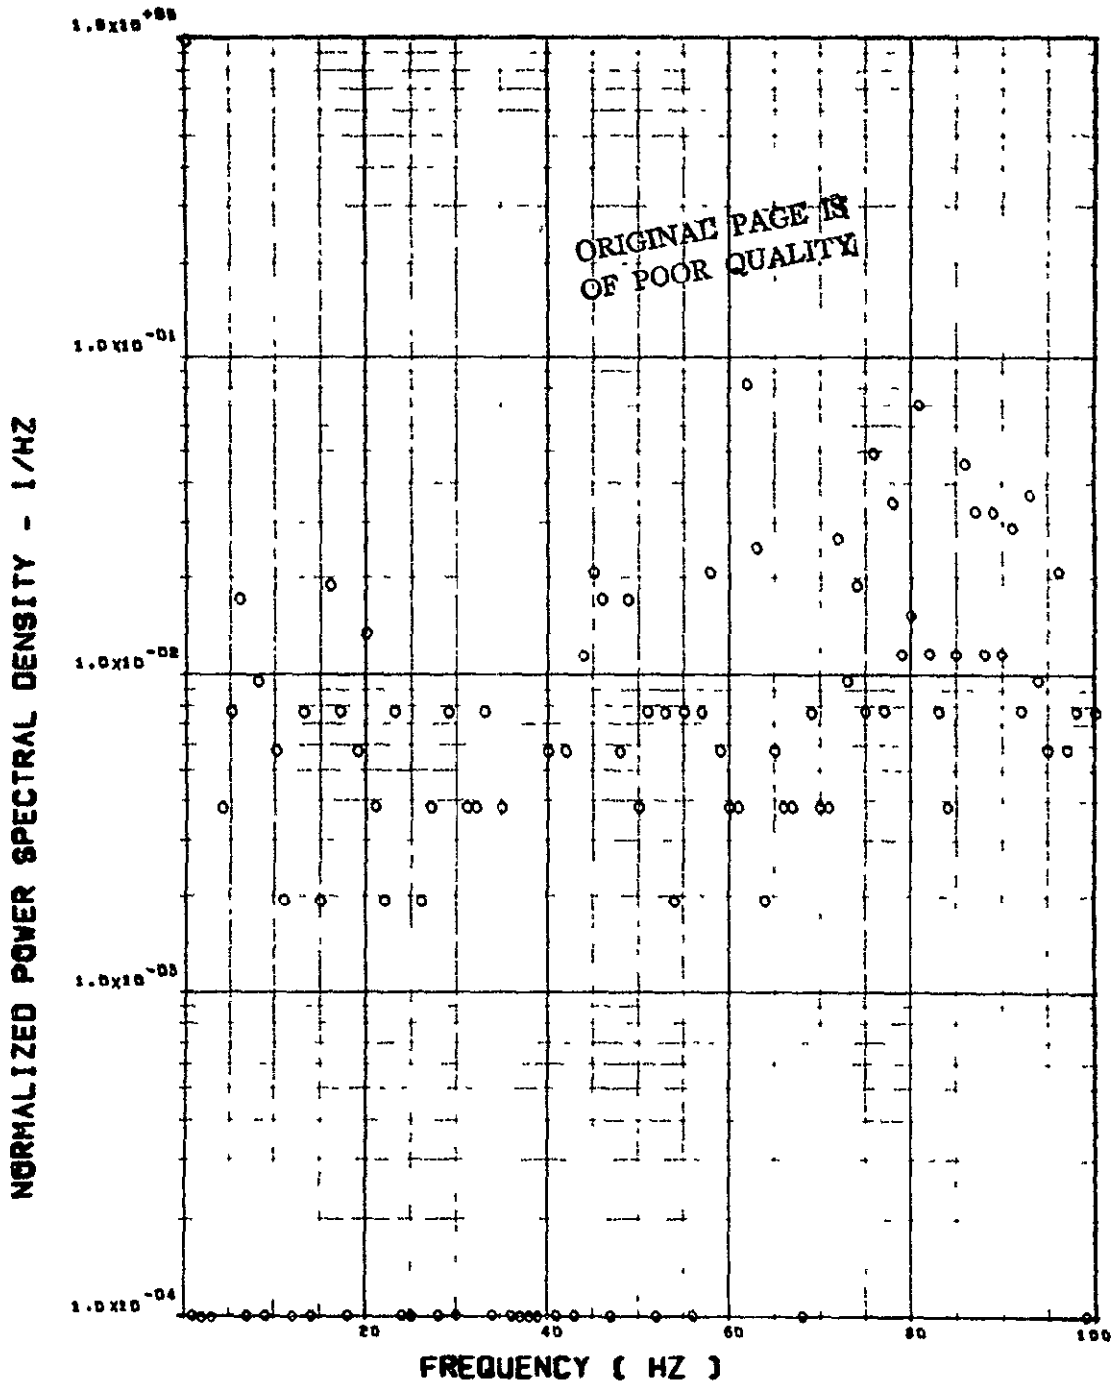 1.0X10⁺⁰⁰
ORIGINAL PAGE IS
OF POOR QUALITY
1.0X10⁻⁰¹
1.0X10⁻⁰²
1.0X10⁻⁰³
1.0X10⁻⁰⁴
NORMALIZED POWER SPECTRAL DENSITY - 1/HZ
20 40 60 80 100
FREQUENCY ( HZ )